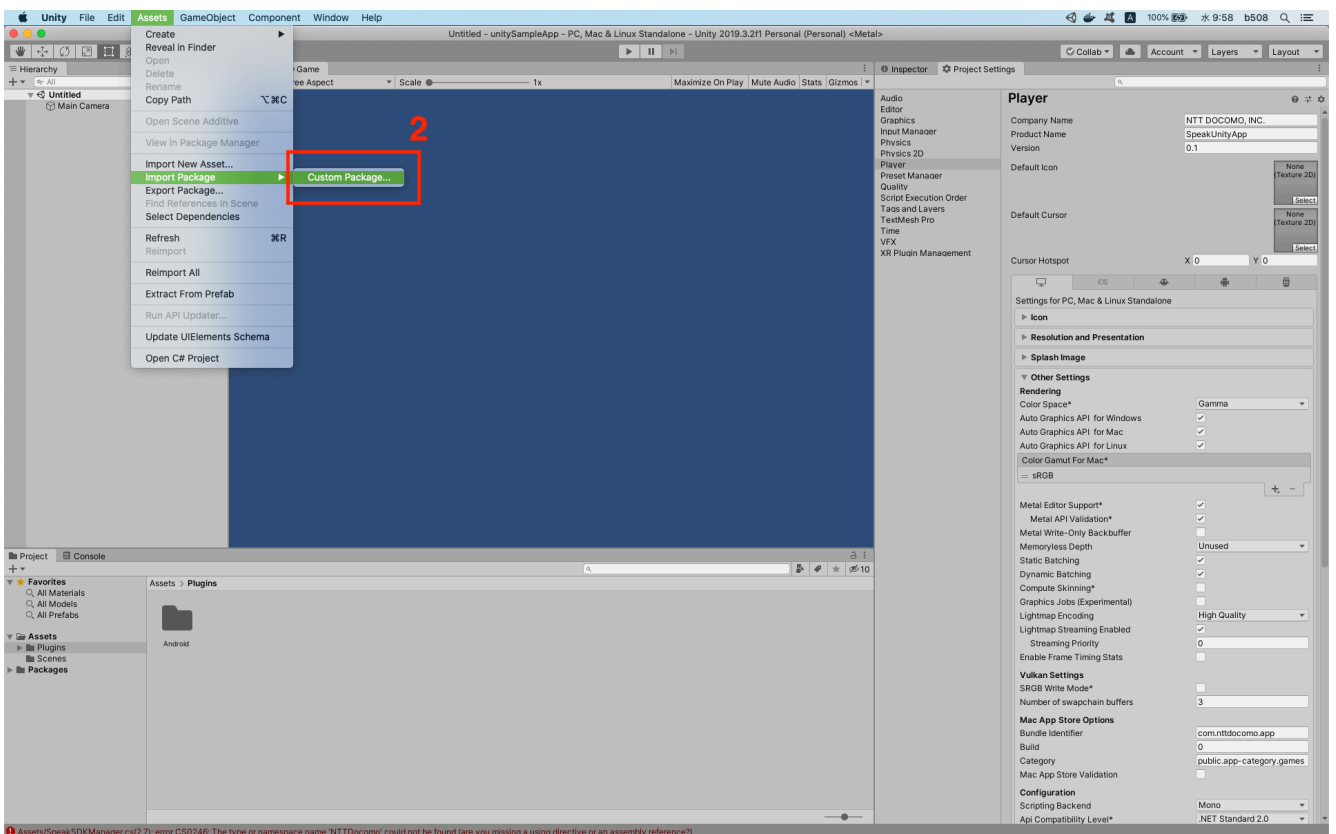 Unity File Edit Assets GameObject Component Window Help
100% 水9:58 b508
Untitled - unitySampleApp - PC, Mac & Linux Standalone - Unity 2019.3.2f1 Personal (Personal) <Metal>
Collab Account Layers Layout
Create
Reveal in Finder
Open
Delete
Rename
Copy Path ⌥⌘C
Open Scene Additive
View in Package Manager
Import New Asset...
Import Package
Export Package...
Find References In Scene
Select Dependencies
Refresh ⌘R
Reimport
Reimport All
Extract From Prefab
Run API Updater...
Update UIElements Schema
Open C# Project
Custom Package...
2
Hierarchy
All
Untitled
Main Camera
Game
Scale 1x
Maximize On Play Mute Audio Stats Gizmos
Inspector Project Settings
Audio
Editor
Graphics
Input Manager
Physics
Physics 2D
Player
Preset Manager
Quality
Script Execution Order
Tags and Layers
TextMesh Pro
Time
VFX
XR Plugin Management
Player
Company Name NTT DOCOMO, INC.
Product Name SpeakUnityApp
Version 0.1
Default Icon
None
(Texture 2D)
Select
Default Cursor
None
(Texture 2D)
Select
Cursor Hotspot X 0 Y 0
iOS
Settings for PC, Mac & Linux Standalone
Icon
Resolution and Presentation
Splash Image
Other Settings
Rendering
Color Space* Gamma
Auto Graphics API for Windows
Auto Graphics API for Mac
Auto Graphics API for Linux
Color Gamut For Mac*
sRGB
Metal Editor Support*
Metal API Validation*
Metal Write-Only Backbuffer
Memoryless Depth Unused
Static Batching
Dynamic Batching
Compute Skinning*
Graphics Jobs (Experimental)
Lightmap Encoding High Quality
Lightmap Streaming Enabled
Streaming Priority 0
Enable Frame Timing Stats
Vulkan Settings
SRGB Write Mode*
Number of swapchain buffers 3
Mac App Store Options
Bundle Identifier com.nttdocomo.app
Build 0
Category public.app-category.games
Mac App Store Validation
Configuration
Scripting Backend Mono
Api Compatibility Level* .NET Standard 2.0
Project Console
10
Favorites
All Materials
All Models
All Prefabs
Assets
Plugins
Scenes
Packages
Assets > Plugins
Android
Assets/SpeakSDKManager.cs(2,7): error CS0246: The type or namespace name 'NTTDocomo' could not be found (are you missing a using directive or an assembly reference?)